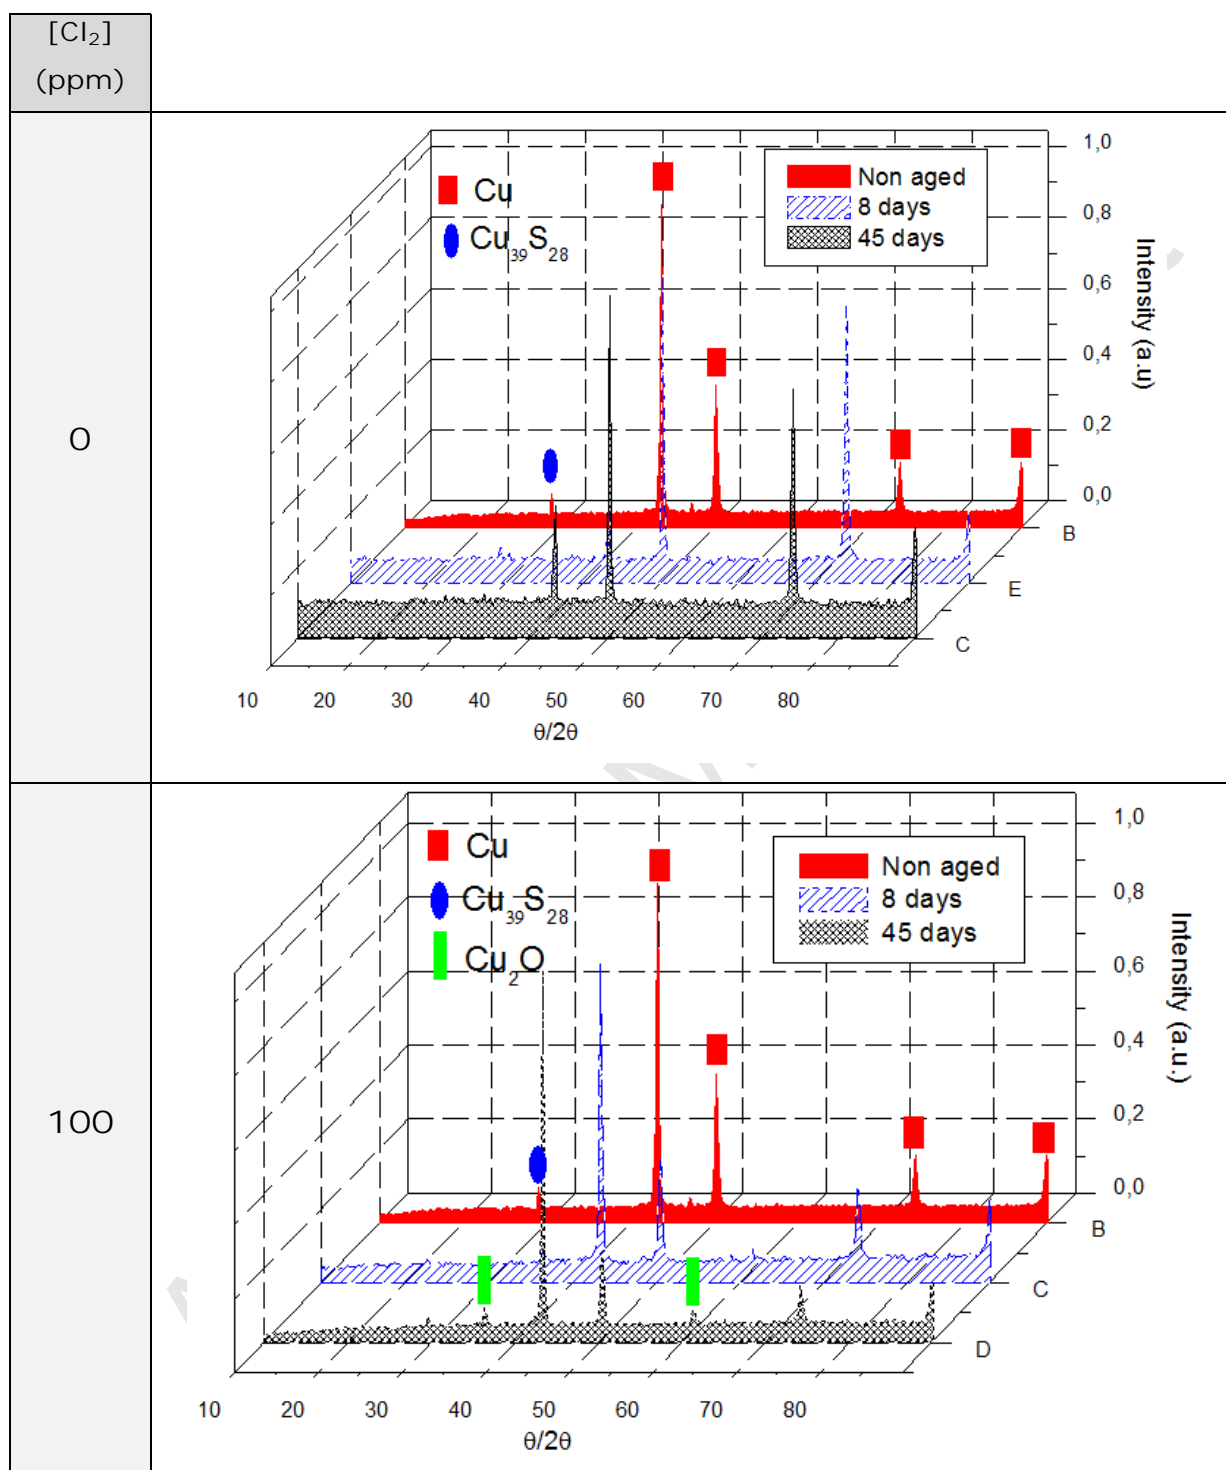 [Cl₂]
(ppm)
0
Cu
Cu₃₉S₂₈
Non aged
8 days
45 days
1,0
0,8
0,6
0,4
0,2
0,0
Intensity (a.u)
B
E
C
10 20 30 40 50 60 70 80
θ/2θ
100
Cu
Cu₃₉S₂₈
Cu₂O
Non aged
8 days
45 days
1,0
0,8
0,6
0,4
0,2
0,0
Intensity (a.u.)
B
C
D
10 20 30 40 50 60 70 80
θ/2θ